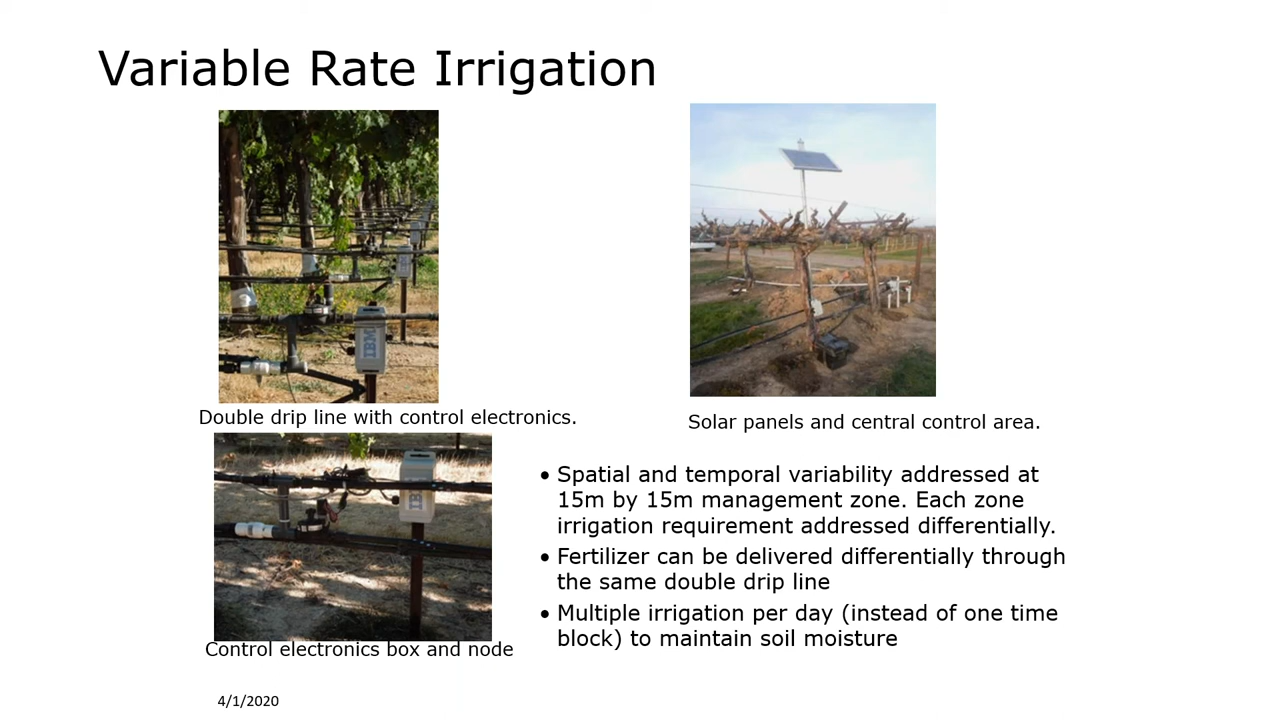 Variable Rate Irrigation
IBM
Double drip line with control electronics.
Solar panels and central control area.
IBM
Control electronics box and node
• Spatial and temporal variability addressed at
15m by 15m management zone. Each zone
irrigation requirement addressed differentially.
• Fertilizer can be delivered differentially through
the same double drip line
• Multiple irrigation per day (instead of one time
block) to maintain soil moisture
4/1/2020